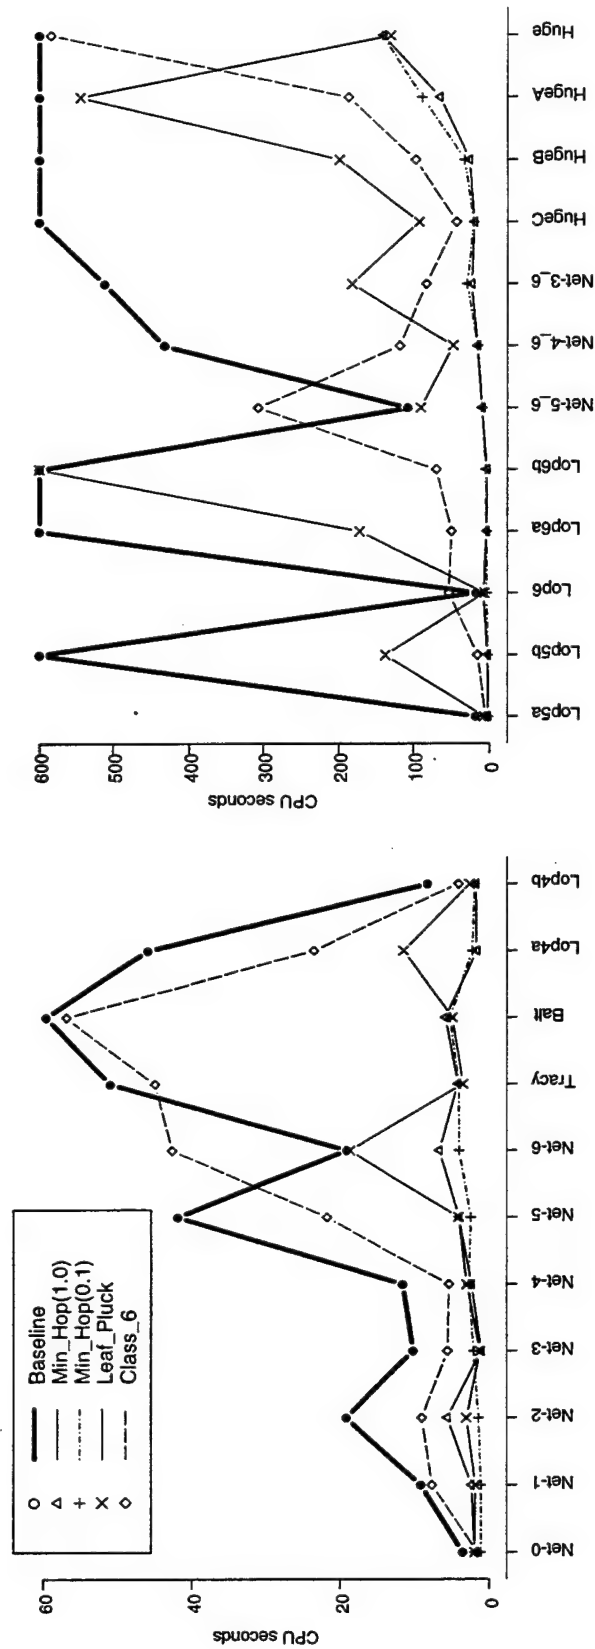 Baseline
Min_Hop(1.0)
Min_Hop(0.1)
Leaf_Pluck
Class_6
60
40
20
0
CPU seconds
Net-0
Net-1
Net-2
Net-3
Net-4
Net-5
Net-6
Tracy
Balt
Lop4a
Lop4b
600
500
400
300
200
100
0
CPU seconds
Lop5a
Lop5b
Lop6
Lop6a
Lop6b
Net-5_6
Net-4_6
Net-3_6
HugeC
HugeB
HugeA
Huge